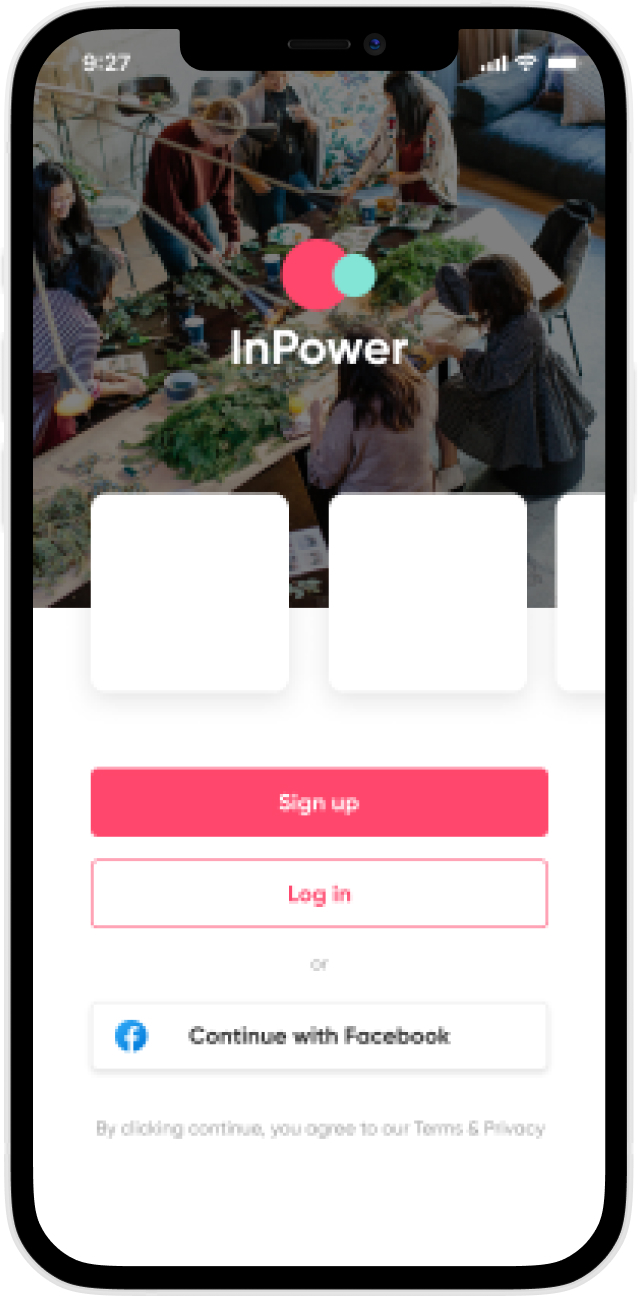 9:27
InPower
Sign up
Log in
or
Continue with Facebook
By clicking continue, you agree to our Terms & Privacy